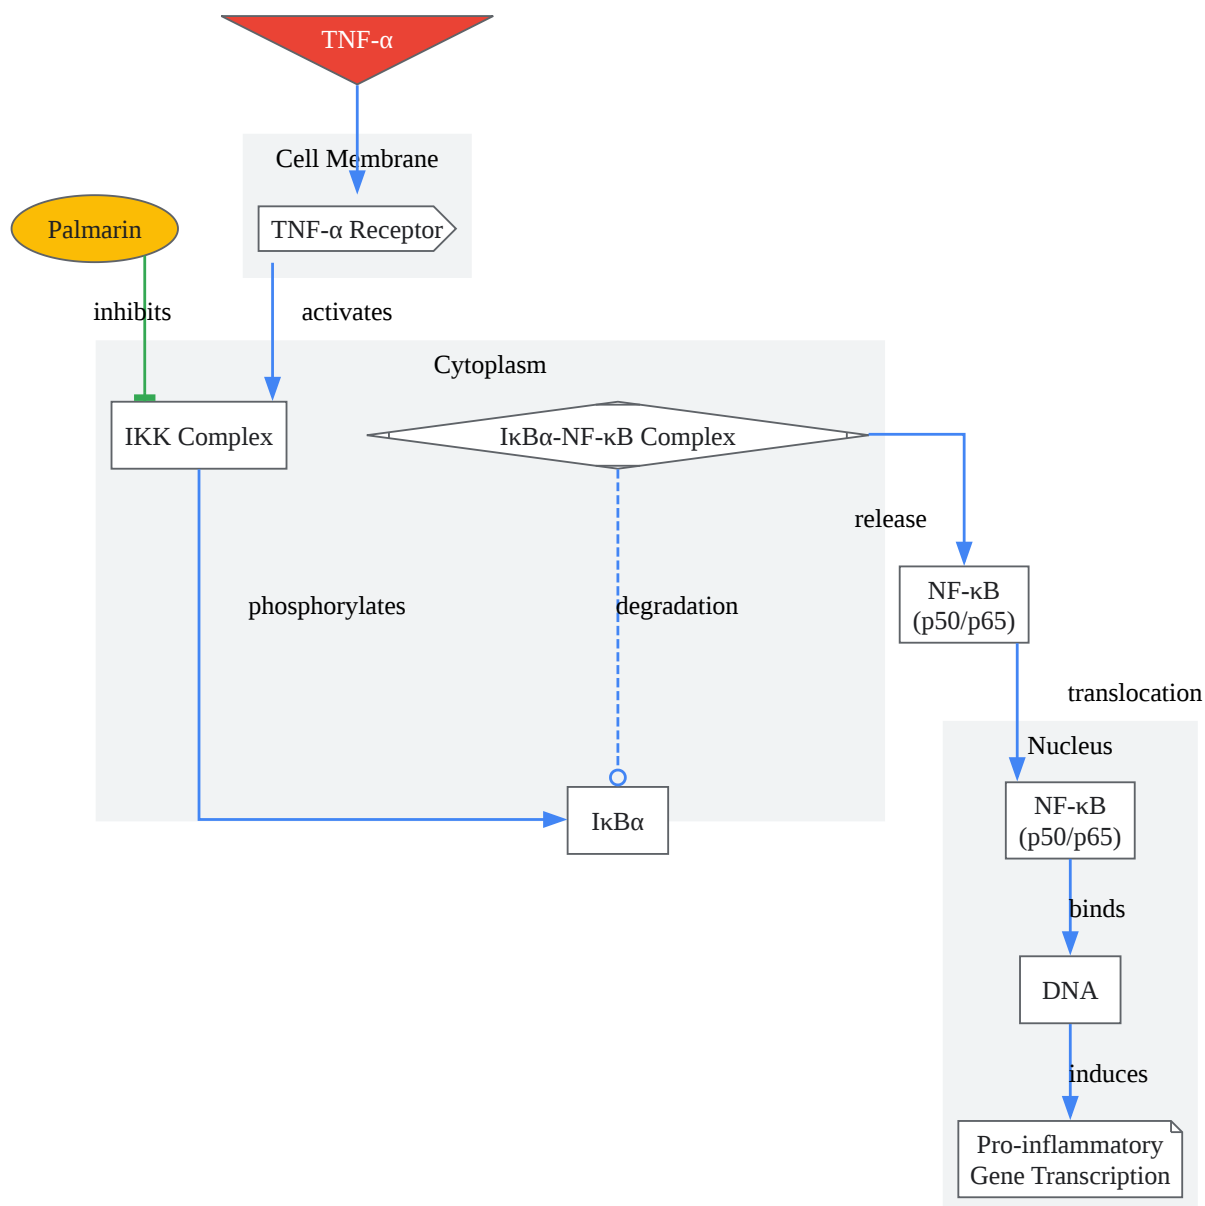 TNF-α
Cell Membrane
TNF-α Receptor
Palmarin
inhibits
activates
Cytoplasm
IKK Complex
IκBα-NF-κB Complex
release
phosphorylates
degradation
NF-κB
(p50/p65)
translocation
Nucleus
NF-κB
(p50/p65)
IκBα
binds
DNA
induces
Pro-inflammatory
Gene Transcription